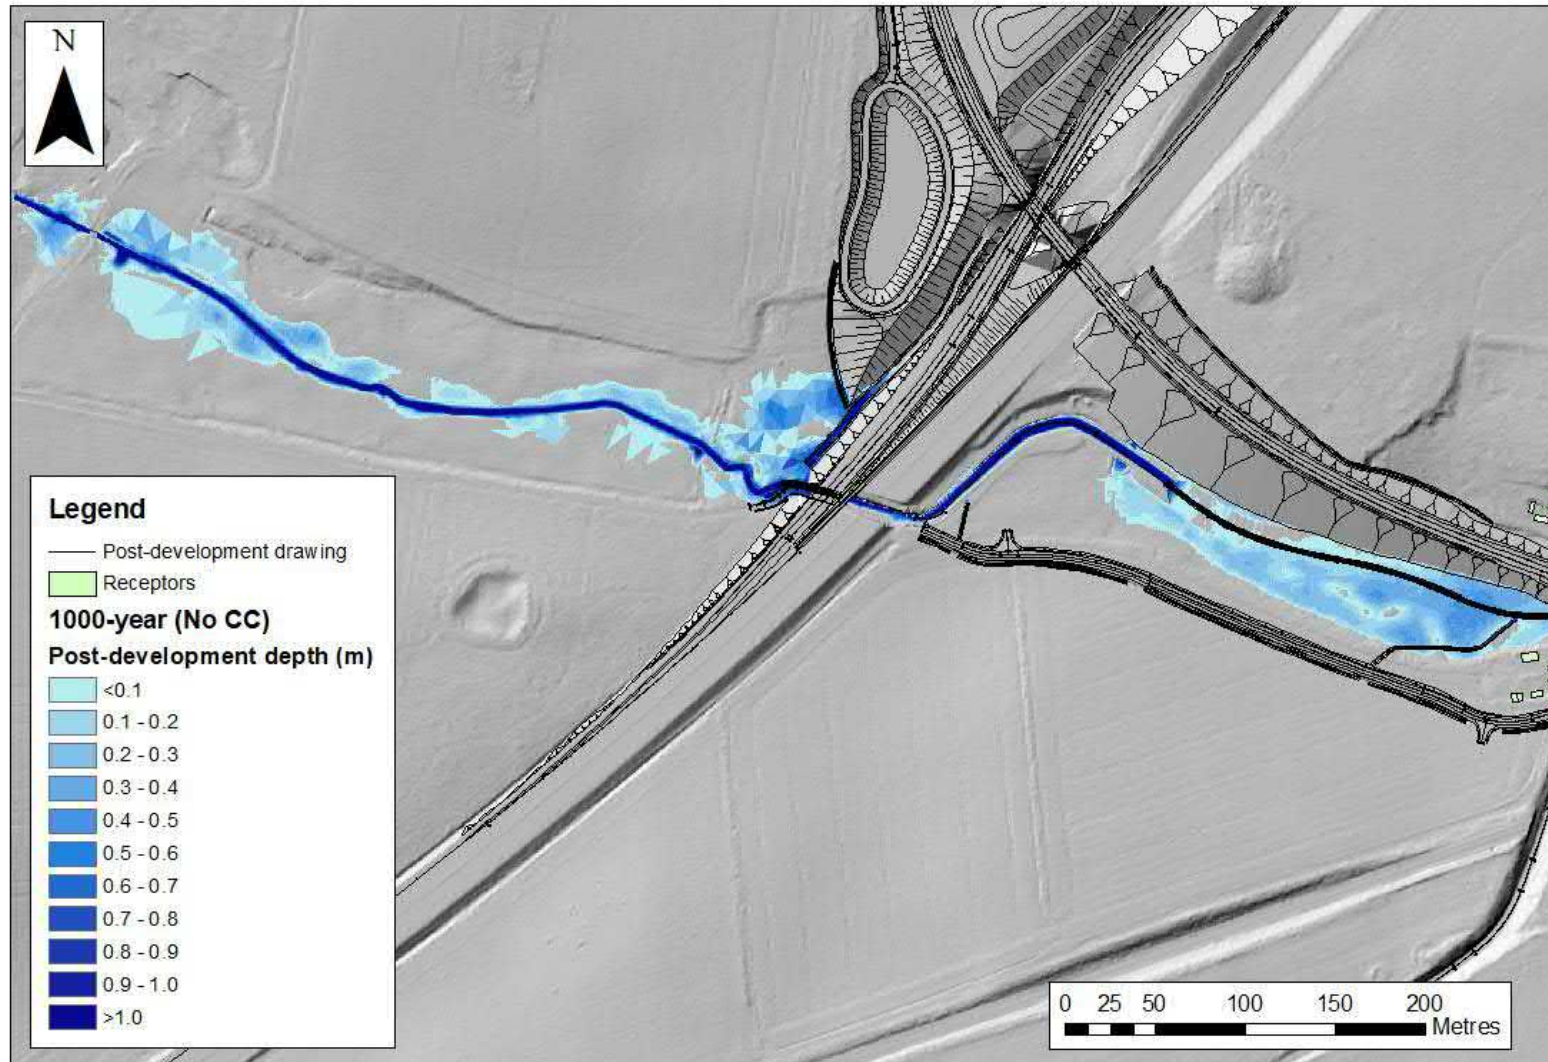 N
Legend
Post-development drawing
Receptors
1000-year (No CC)
Post-development depth (m)
<0.1
0.1 - 0.2
0.2 - 0.3
0.3 - 0.4
0.4 - 0.5
0.5 - 0.6
0.6 - 0.7
0.7 - 0.8
0.8 - 0.9
0.9 - 1.0
>1.0
0 25 50 100 150 200
Metres